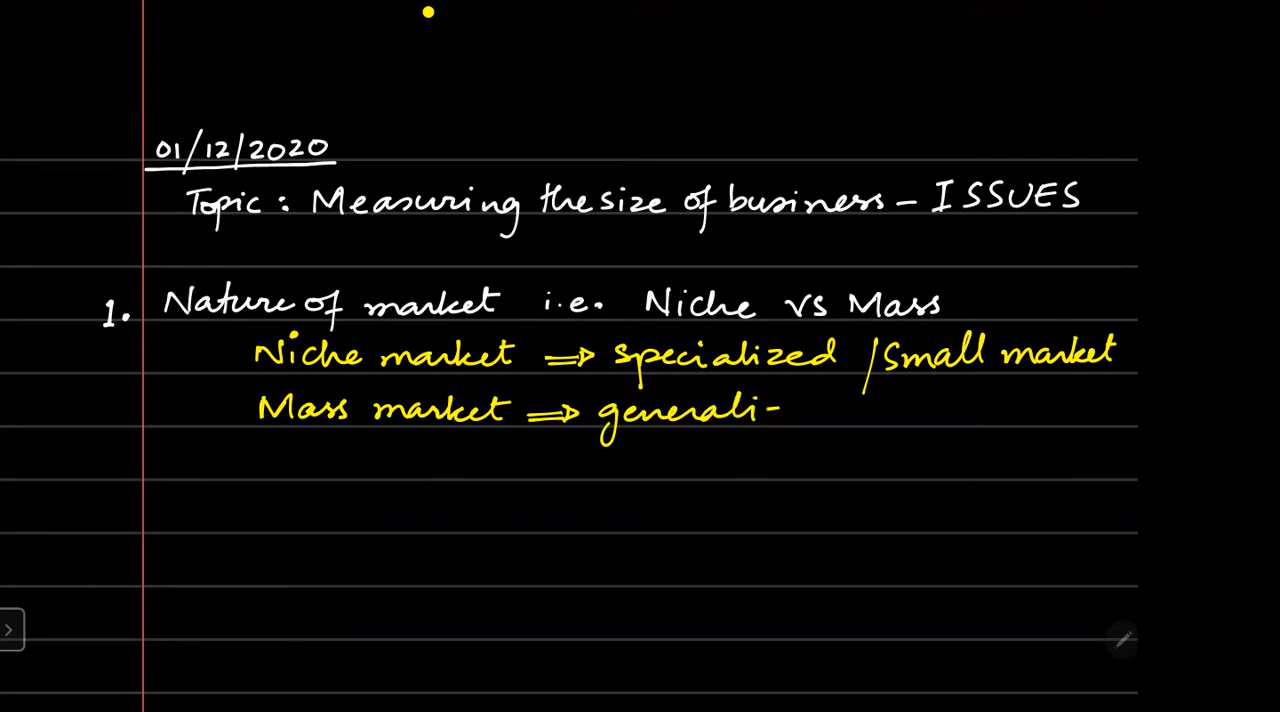 01/12/2020
Topic: Measuring the size of business - ISSUES
1. Nature of market i.e. Niche vs Mass
Niche market ⇒ specialized / Small market
Mass market ⇒ generali-